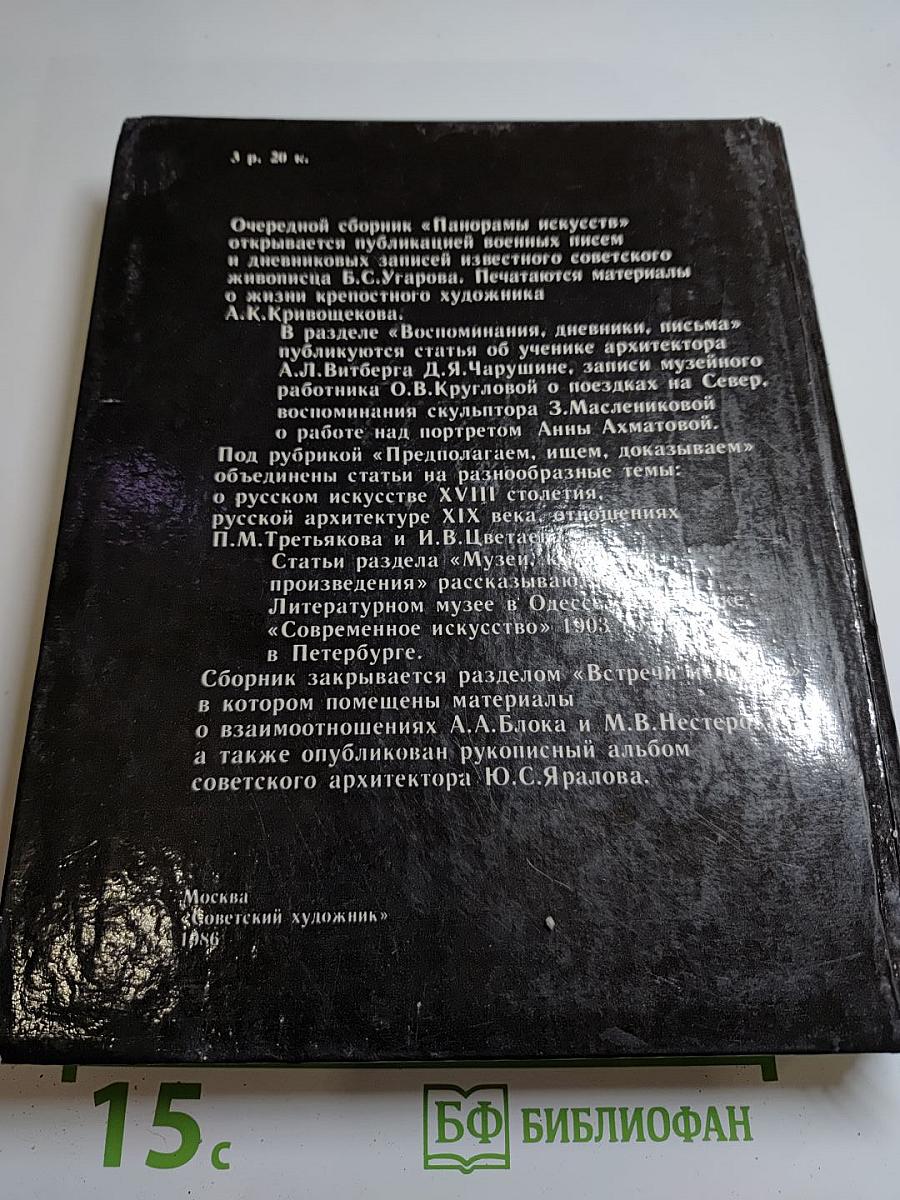 3 р. 20 к.
Очередной сборник «Панорамы искусств»
открывается публикацией военных писем
и дневниковых записей известного советского
живописца Б.С.Угарова. Печатаются материалы
о жизни крепостного художника
А.К.Кривощекова.
В разделе «Воспоминания, дневники, письма»
публикуются статья об ученике архитектора
А.Л.Витберга Д.Я.Чарушине, записи музейного
работника О.В.Кругловой о поездках на Север,
воспоминания скульптора З.Маслениковой
о работе над портретом Анны Ахматовой.
Под рубрикой «Предполагаем, ищем, доказываем»
объединены статьи на разнообразные темы:
о русском искусстве XVIII столетия,
русской архитектуре XIX века, отношениях
П.М.Третьякова и И.В.Цветаева
Статьи раздела «Музеи,
произведения»
Литературном музее в Одессе,
«Современное искусство» 1903
в Петербурге.
Сборник закрывается разделом «Встречи
в котором помещены материалы
о взаимоотношениях А.А.Блока и М.В.Нестерова,
а также опубликован рукописный альбом
советского архитектора Ю.С.Яралова.
Москва
«Советский художник»
1986
15 с
БФ БИБЛИОФАН